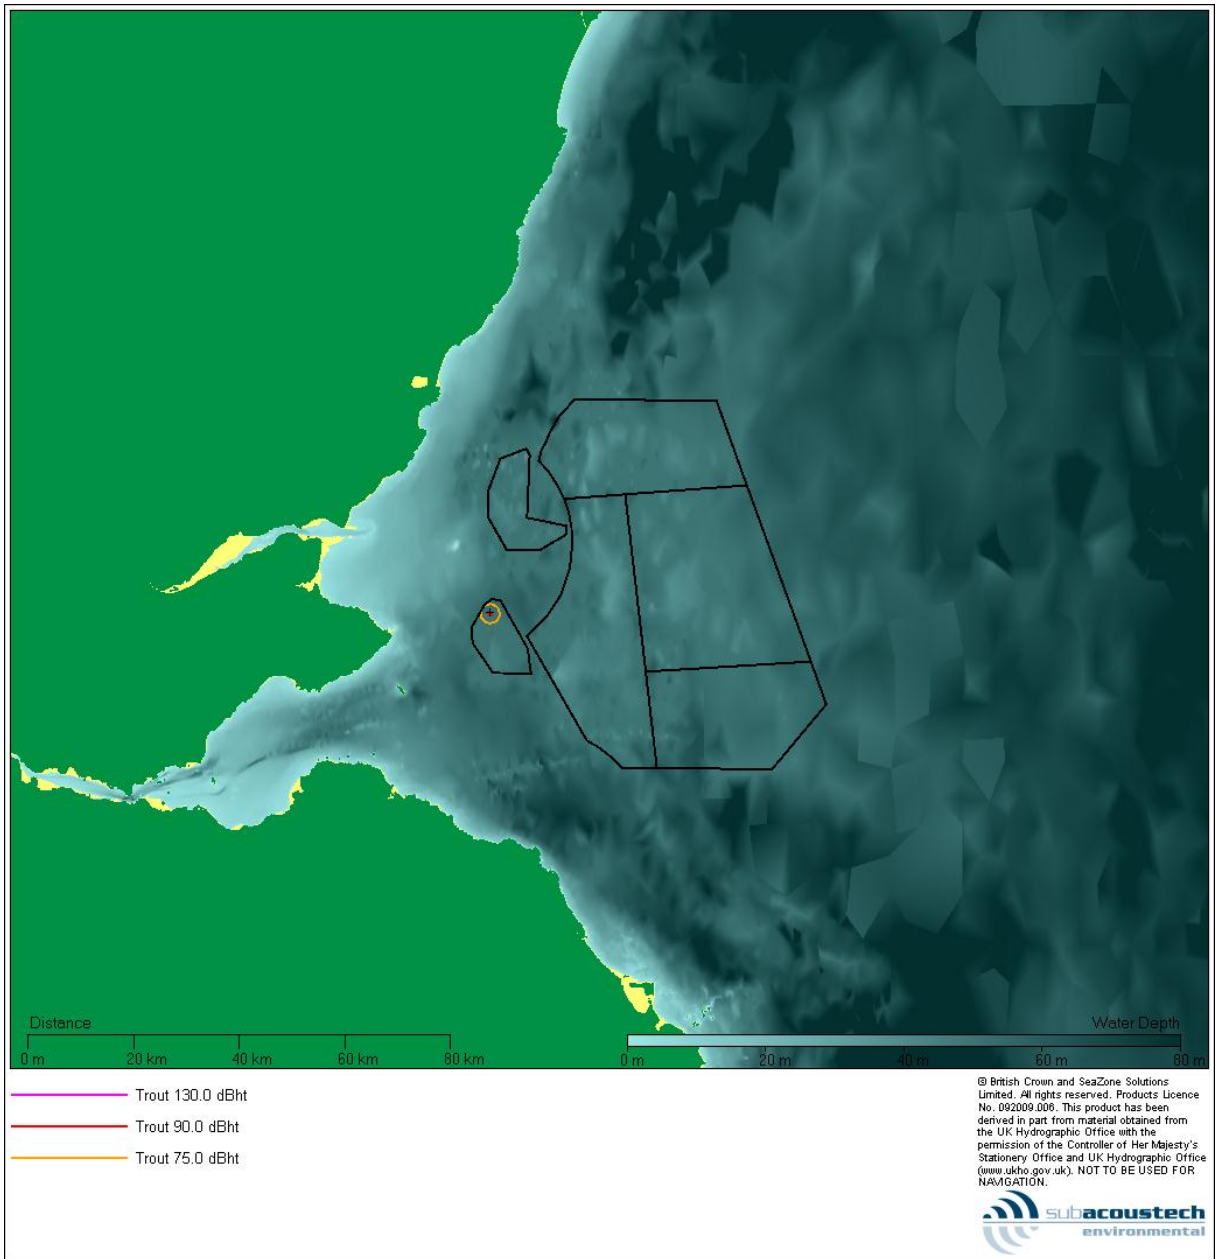 Distance
0 m 20 km 40 km 60 km 80 km
Water Depth
0 m 20 m 40 m 60 m 80 m
Trout 130.0 dBht
Trout 90.0 dBht
Trout 75.0 dBht
© British Crown and SeaZone Solutions
Limited. All rights reserved. Products Licence
No. 092009.006. This product has been
derived in part from material obtained from
the UK Hydrographic Office with the
permission of the Controller of Her Majesty's
Stationery Office and UK Hydrographic Office
(www.ukho.gov.uk). NOT TO BE USED FOR
NAVIGATION.
subacoustech
environmental